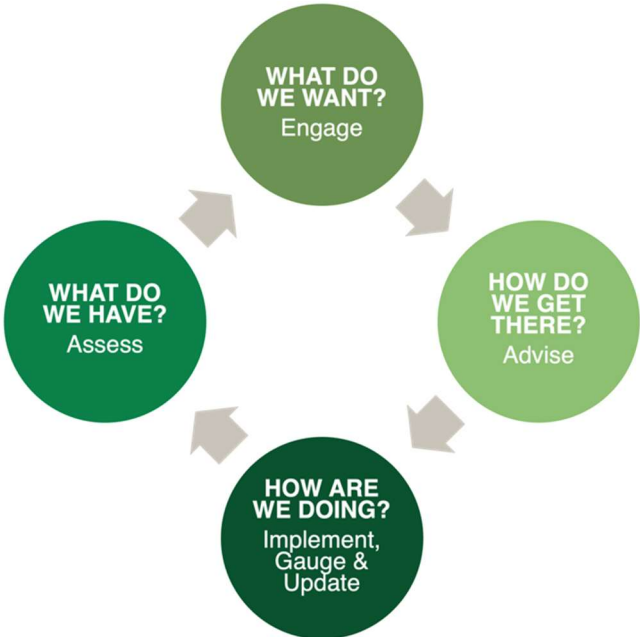 WHAT DO
WE WANT?
Engage
WHAT DO
WE HAVE?
Assess
HOW DO
WE GET
THERE?
Advise
HOW ARE
WE DOING?
Implement,
Gauge &
Update